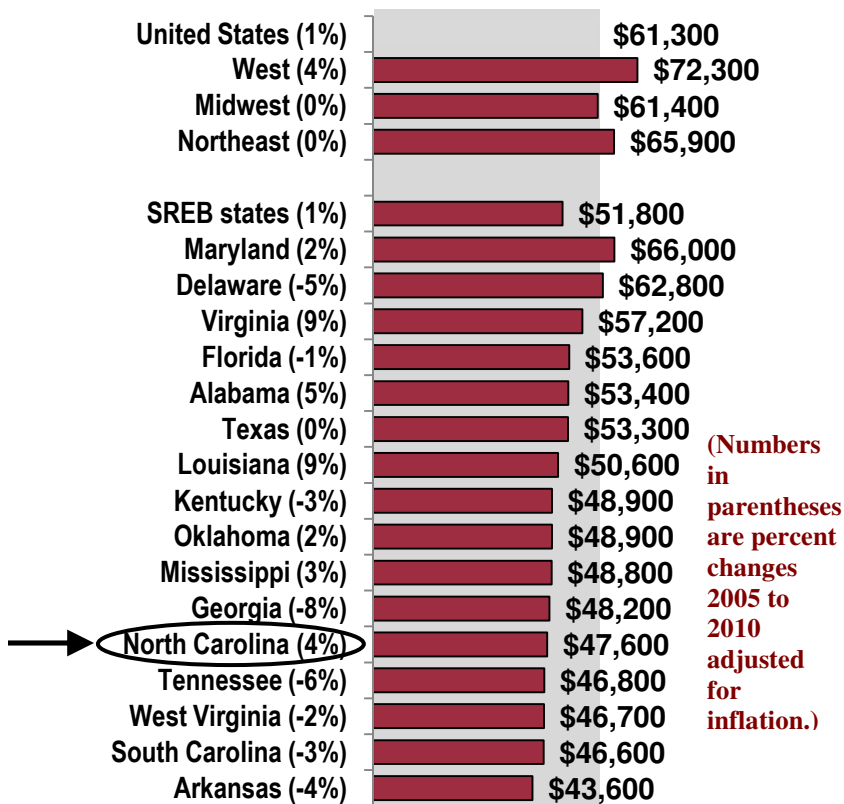 United States (1%) $61,300
West (4%) $72,300
Midwest (0%) $61,400
Northeast (0%) $65,900
SREB states (1%) $51,800
Maryland (2%) $66,000
Delaware (-5%) $62,800
Virginia (9%) $57,200
Florida (-1%) $53,600
Alabama (5%) $53,400
Texas (0%) $53,300
Louisiana (9%) $50,600
Kentucky (-3%) $48,900
Oklahoma (2%) $48,900
Mississippi (3%) $48,800
Georgia (-8%) $48,200
North Carolina (4%) $47,600
Tennessee (-6%) $46,800
West Virginia (-2%) $46,700
South Carolina (-3%) $46,600
Arkansas (-4%) $43,600
(Numbers
in
parentheses
are percent
changes
2005 to
2010
adjusted
for
inflation.)